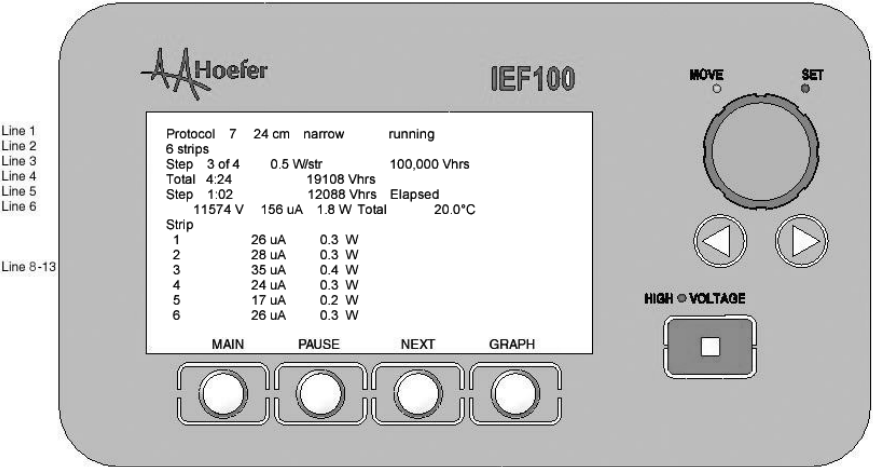 Hoefer
IEF100
MOVE SET
Line 1
Line 2
Line 3
Line 4
Line 5
Line 6
Line 8-13
Protocol 7 24 cm narrow running
6 strips
Step 3 of 4 0.5 W/str 100,000 Vhrs
Total 4:24 19108 Vhrs
Step 1:02 12088 Vhrs Elapsed
11574 V 156 uA 1.8 W Total 20.0°C
Strip
1 26 uA 0.3 W
2 28 uA 0.3 W
3 35 uA 0.4 W
4 24 uA 0.3 W
5 17 uA 0.2 W
6 26 uA 0.3 W
MAIN PAUSE NEXT GRAPH
HIGH VOLTAGE